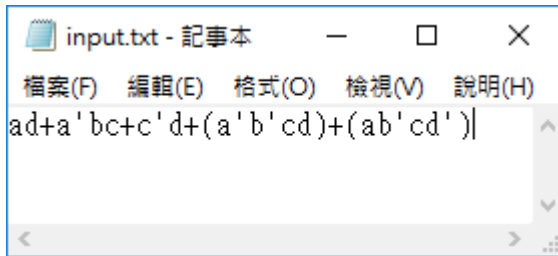 input.txt - 記事本
檔案(F) 編輯(E) 格式(O) 檢視(V) 說明(H)
ad+a'bc+c'd+(a'b'cd)+(ab'cd')